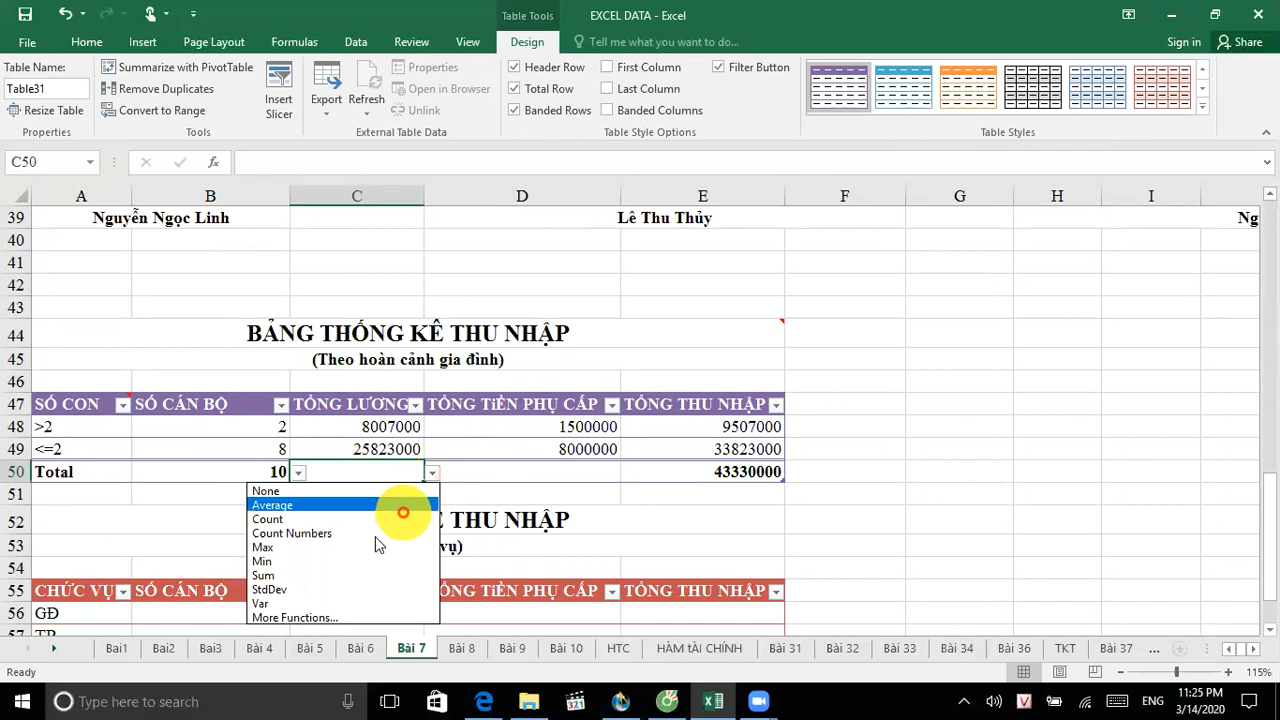 Table Tools
EXCEL DATA - Excel
File Home Insert Page Layout Formulas Data Review View Design Tell me what you want to do... Sign in Share
Table Name:
Table31
Resize Table
Properties
Summarize with PivotTable
Remove Duplicates
Convert to Range
Insert
Slicer
Tools
Export
Refresh
Properties
Open in Browser
Unlink
External Table Data
Header Row First Column Filter Button
Total Row Last Column
Banded Rows Banded Columns
Table Style Options
Table Styles
C50
fx
A B C D E F G H I
39 Nguyễn Ngọc Linh Lê Thu Thủy Ng
40
41
42
43
44 BẢNG THỐNG KÊ THU NHẬP
45 (Theo hoàn cảnh gia đình)
46
47 SỐ CON SỐ CÁN BỘ TỔNG LƯƠNG TỔNG TiỀN PHỤ CẤP TỔNG THU NHẬP
48 >2 2 8007000 1500000 9507000
49 <=2 8 25823000 8000000 33823000
50 Total 10 43330000
51
None
Average
Count
Count Numbers
Max
Min
Sum
StdDev
Var
More Functions...
52 THU NHẬP
53 vụ)
54
55 CHỨC VỤ SỐ CÁN BỘ TiỀN PHỤ CẤP TỔNG THU NHẬP
56 GĐ
57 TP
... Bai1 Bai2 Bai3 Bài 4 Bài 5 Bài 6 Bài 7 Bài 8 Bài 9 Bài 10 HTC HÀM tÀI CHÍNH Bài 31 Bài 32 Bài 33 Bài 34 Bài 36 TKT Bài 37 ...
Ready 115%
Type here to search
321
V
ENG
11:25 PM
3/14/2020